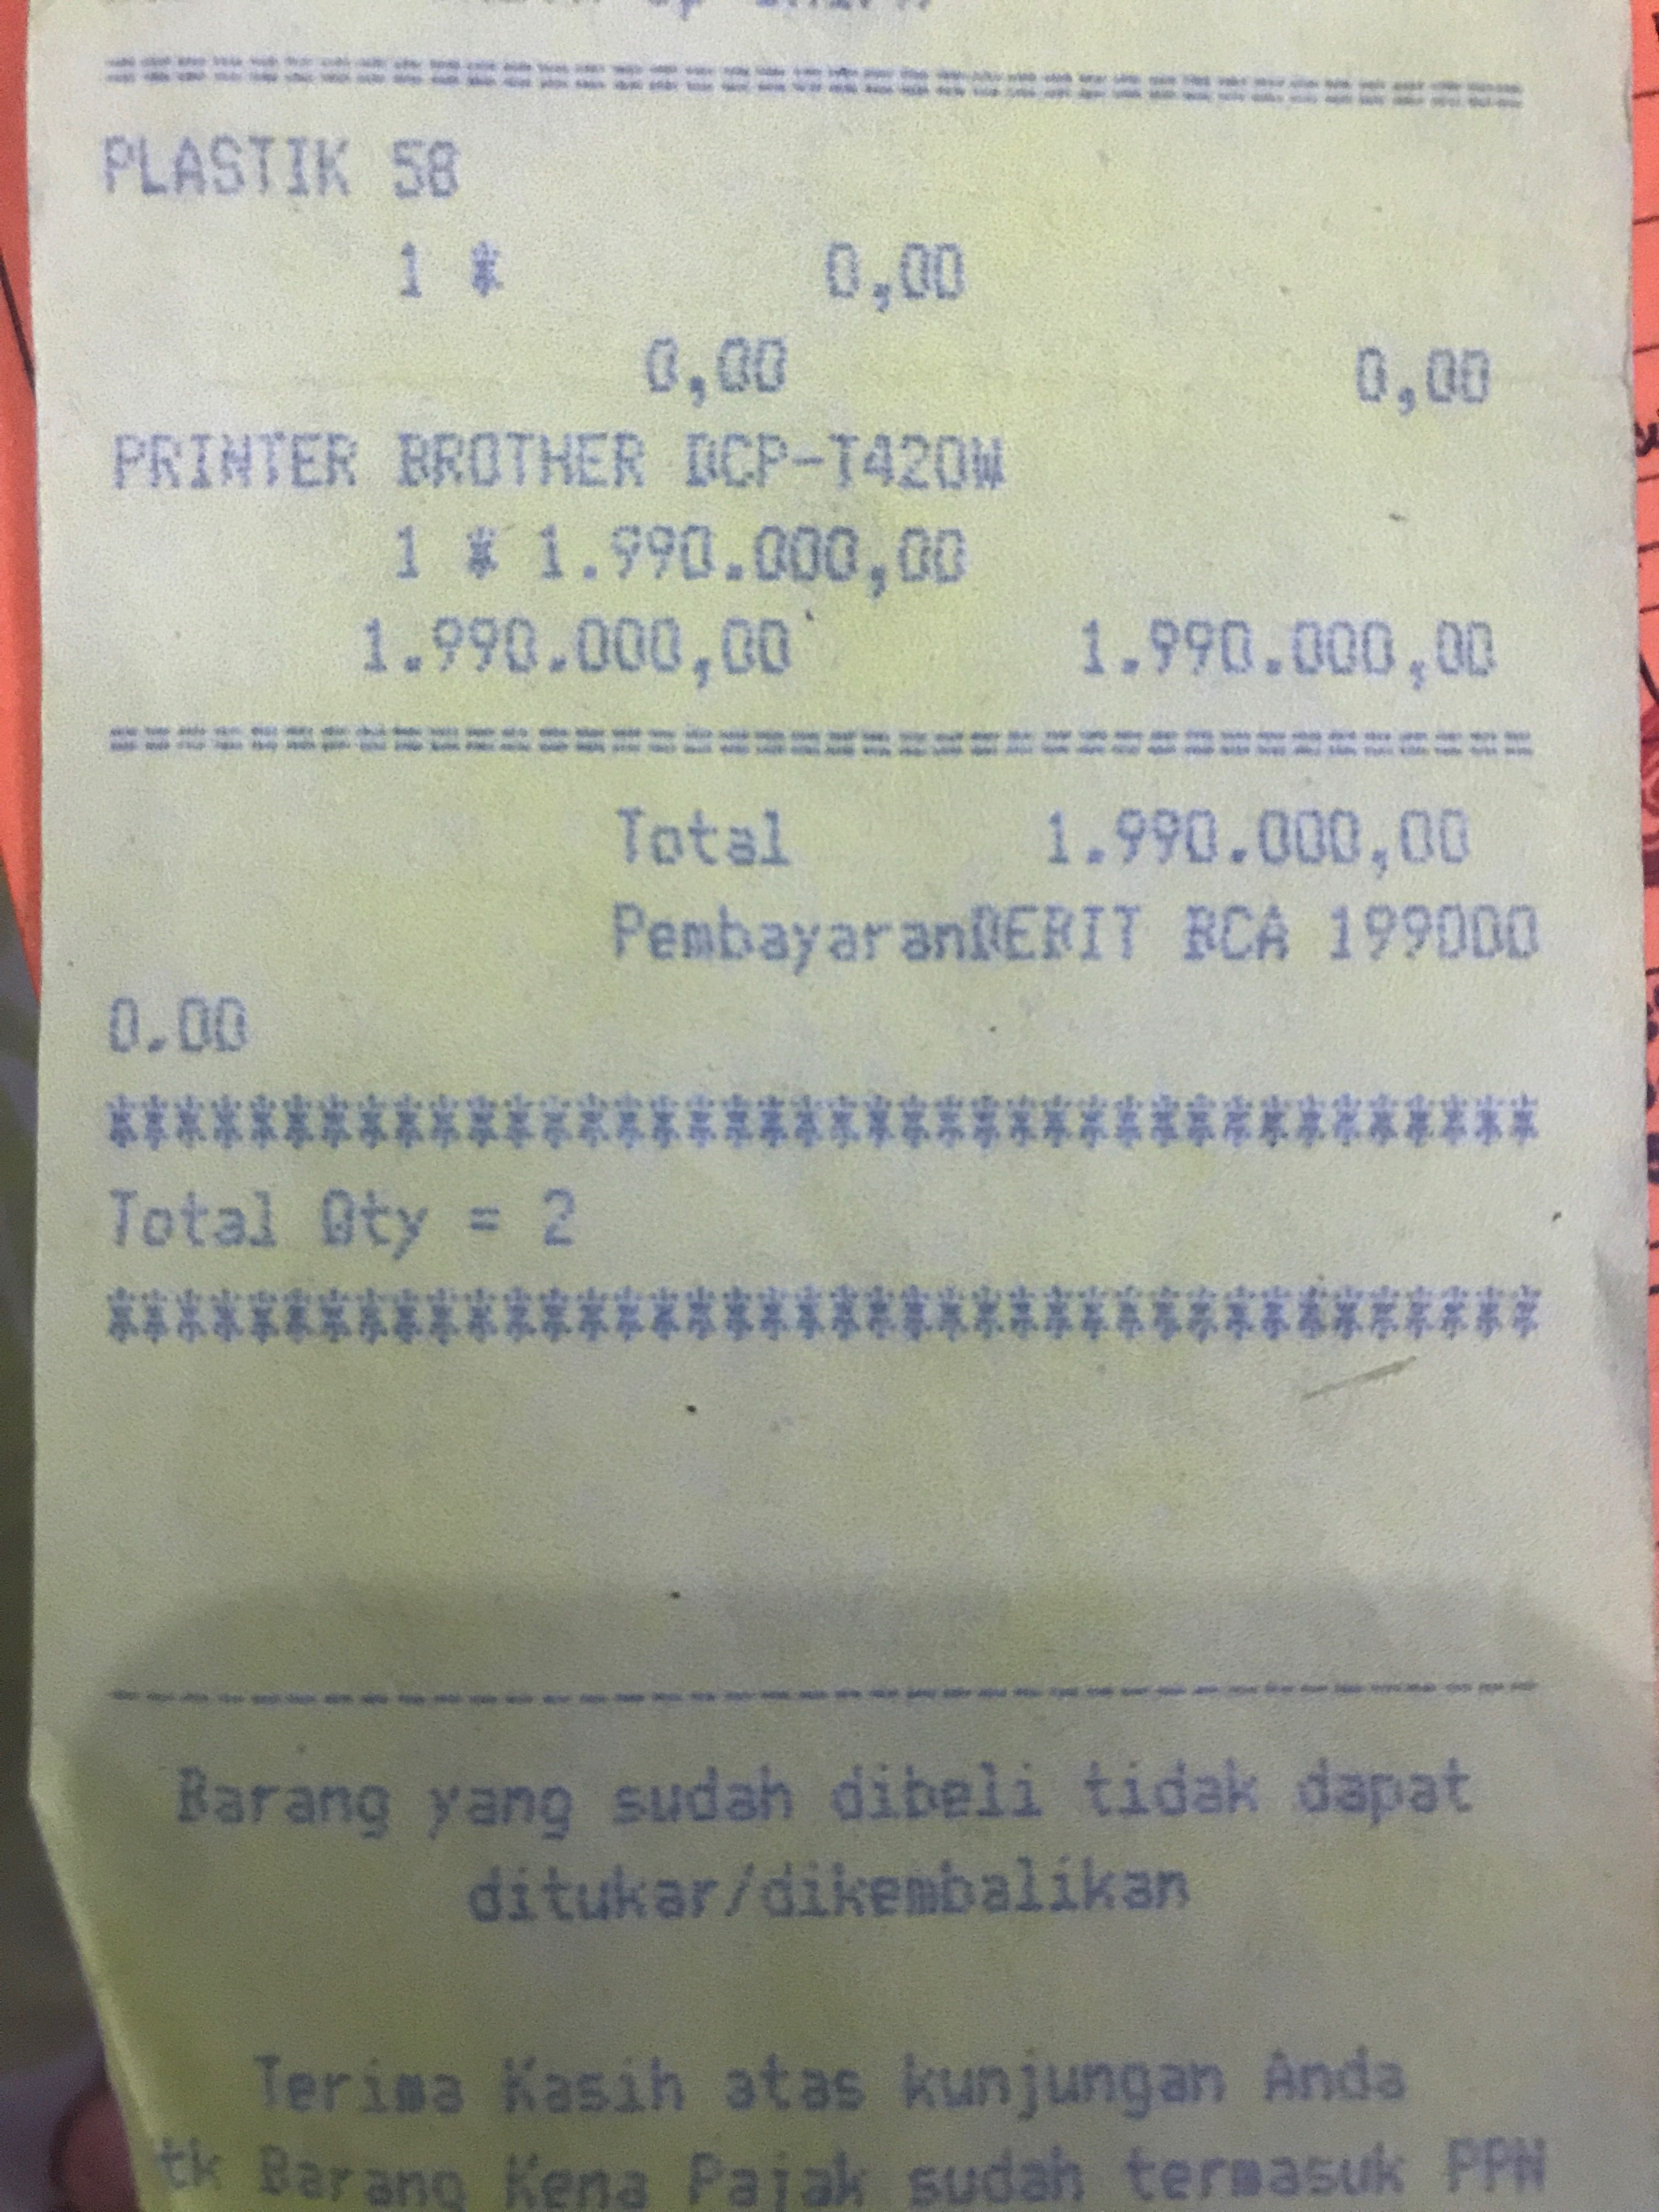 ==========================================
PLASTIK 58
1 * 0,00
0,00 0,00
PRINTER BROTHER DCP-T420W
1 * 1.990.000,00
1.990.000,00 1.990.000,00
========================================
Total 1.990.000,00
PembayaranDEBIT BCA 199000
0.00
****************************************
Total Qty = 2
****************************************
----------------------------------------
Barang yang sudah dibeli tidak dapat
ditukar/dikembalikan
Terima Kasih atas kunjungan Anda
tk Barang Kena Pajak sudah termasuk PPN